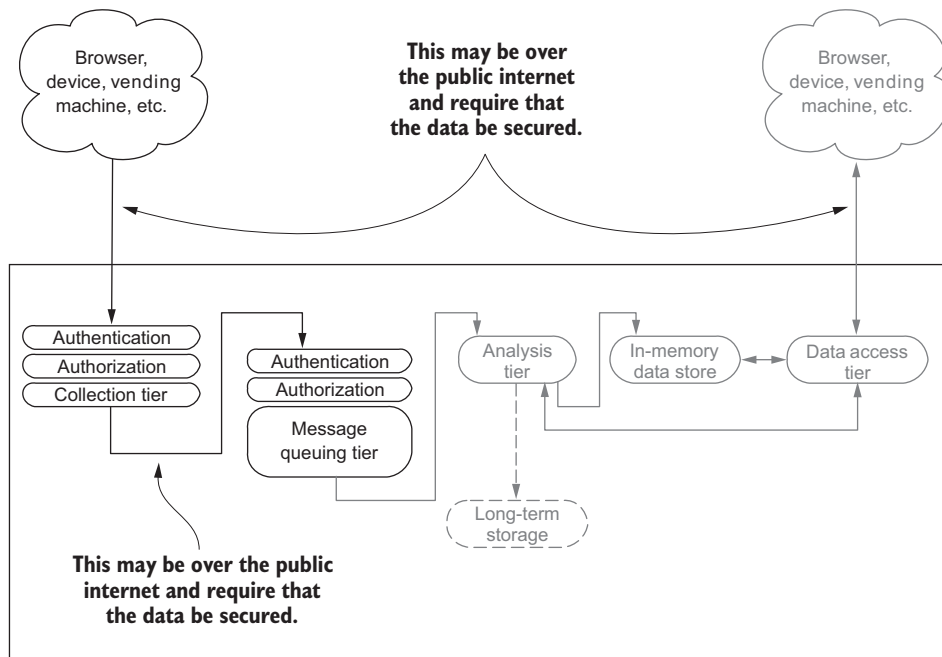 Browser,
device, vending
machine, etc.
This may be over
the public internet
and require that
the data be secured.
Browser,
device, vending
machine, etc.
Authentication
Authorization
Collection tier
Authentication
Authorization
Message
queuing tier
Analysis
tier
In-memory
data store
Data access
tier
Long-term
storage
This may be over the public
internet and require that
the data be secured.